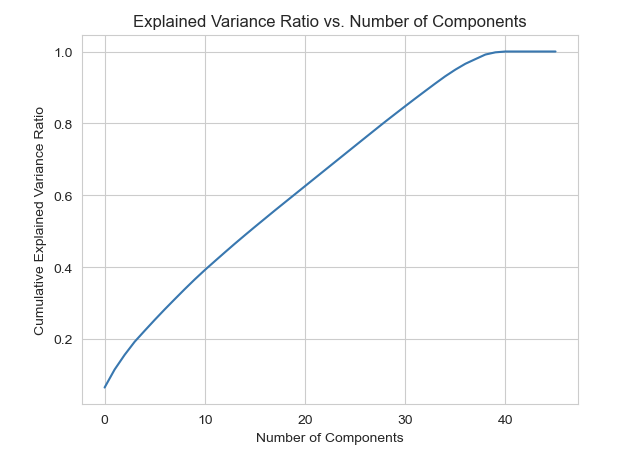 Explained Variance Ratio vs. Number of Components
Cumulative Explained Variance Ratio
1.0
0.8
0.6
0.4
0.2
0 10 20 30 40
Number of Components